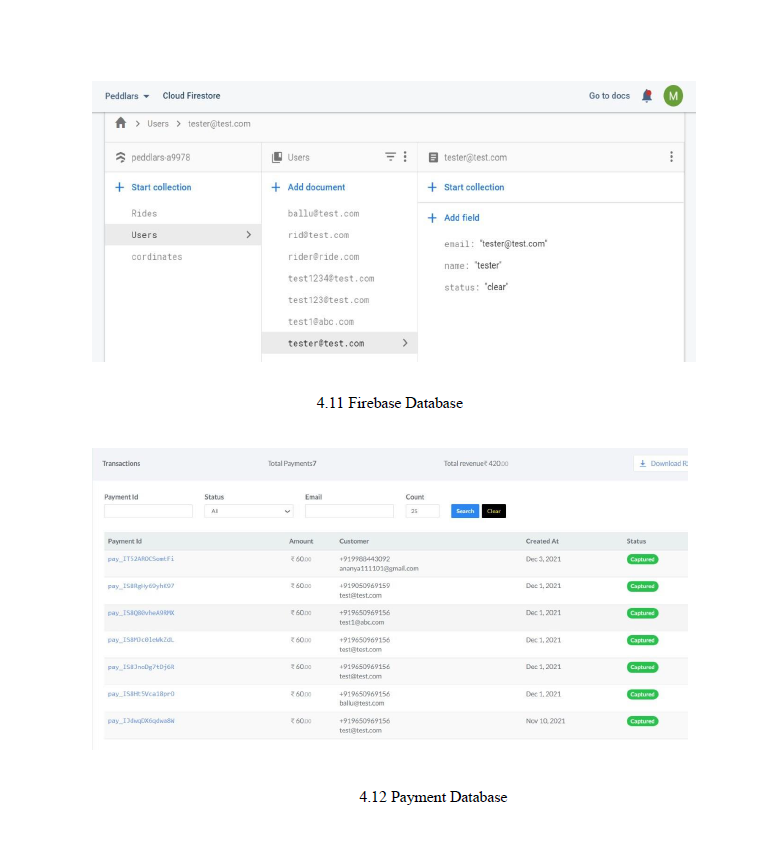 Peddlars Cloud Firestore Go to docs M
Users > tester@test.com
peddlars-a9978 Users tester@test.com
+ Start collection + Add document + Start collection
Rides ballu@test.com + Add field
Users > rid@test.com email: "tester@test.com"
cordinates rider@ride.com name: "tester"
test1234@test.com status: "clear"
test123@test.com
test1@abc.com
tester@test.com >
4.11 Firebase Database
Transactions Total Payments7 Total revenue₹ 420.00 Download
Payment Id Status Email Count
All 25 Search Clear
Payment Id Amount Customer Created At Status
₹ 60.00 +919988443092 Dec 3, 2021 Captured
ananya111101@gmail.com
₹ 60.00 +919050969159 Dec 1, 2021 Captured
test@test.com
₹ 60.00 +919650969156 Dec 1, 2021 Captured
test1@abc.com
₹ 60.00 +919650969156 Dec 1, 2021 Captured
test@test.com
₹ 60.00 +919650969156 Dec 1, 2021 Captured
test@test.com
₹ 60.00 +919650969156 Dec 1, 2021 Captured
ballu@test.com
₹ 60.00 +919650969156 Nov 10, 2021 Captured
test@test.com
4.12 Payment Database